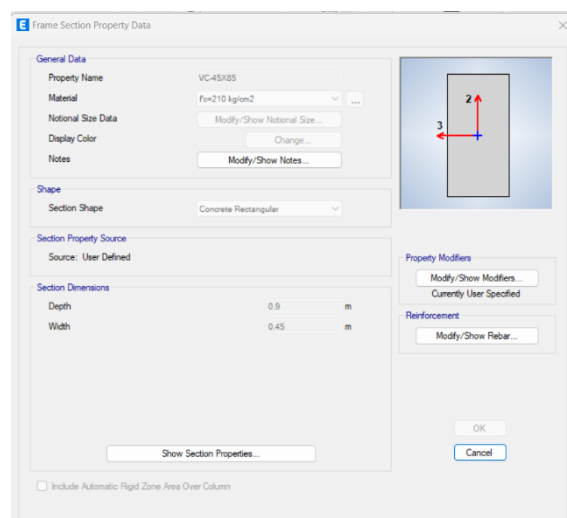 E Frame Section Property Data
General Data
Property Name VC-45X85
Material f'c=210 kg/cm2 ...
Notional Size Data Modify/Show Notional Size...
Display Color Change...
Notes Modify/Show Notes...
Shape
Section Shape Concrete Rectangular
Section Property Source
Source: User Defined
Section Dimensions
Depth 0.9 m
Width 0.45 m
Show Section Properties...
Include Automatic Rigid Zone Area Over Column
2
3
Property Modifiers
Modify/Show Modifiers...
Currently User Specified
Reinforcement
Modify/Show Rebar...
OK
Cancel